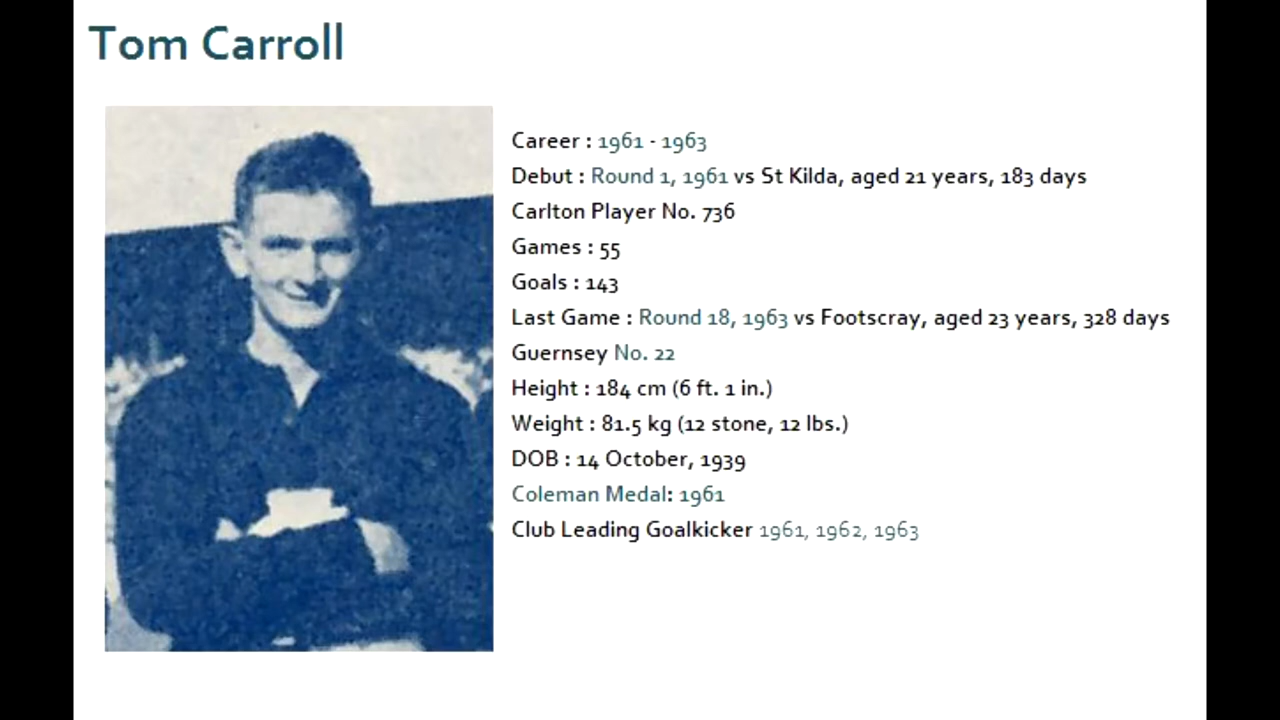 Tom Carroll
Career : 1961 - 1963
Debut : Round 1, 1961 vs St Kilda, aged 21 years, 183 days
Carlton Player No. 736
Games : 55
Goals : 143
Last Game : Round 18, 1963 vs Footscray, aged 23 years, 328 days
Guernsey No. 22
Height : 184 cm (6 ft. 1 in.)
Weight : 81.5 kg (12 stone, 12 lbs.)
DOB : 14 October, 1939
Coleman Medal: 1961
Club Leading Goalkicker 1961, 1962, 1963